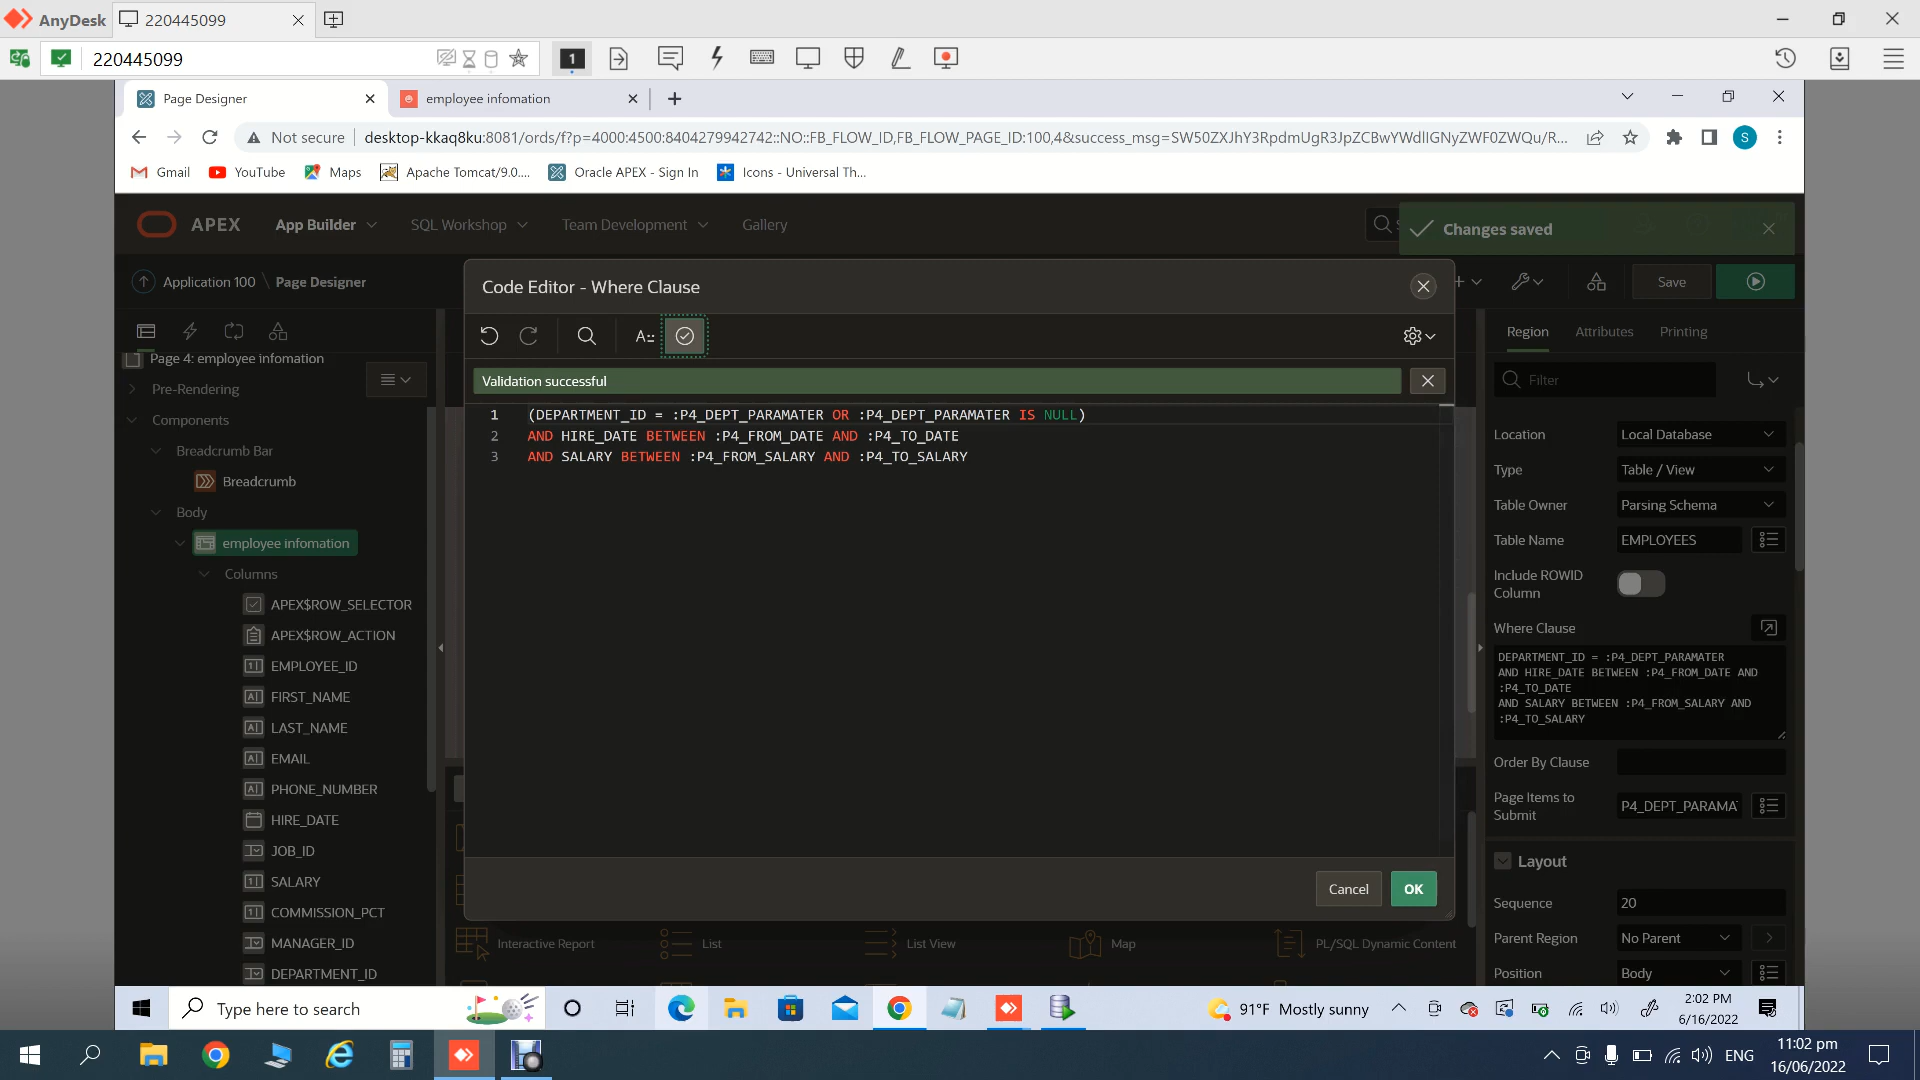 AnyDesk
220445099
220445099
1
Page Designer
employee infomation
Not secure
desktop-kkaq8ku:8081/ords/f?p=4000:4500:8404279942742::NO::FB_FLOW_ID,FB_FLOW_PAGE_ID:100,4&success_msg=SW50ZXJhY3RpdmUgR3JpZCBwYWdlIGNyZWF0ZWQu/R...
S
Gmail
YouTube
Maps
Apache Tomcat/9.0....
Oracle APEX - Sign In
Icons - Universal Th...
APEX
App Builder
SQL Workshop
Team Development
Gallery
Changes saved
Application 100 \ Page Designer
Save
Code Editor - Where Clause
Validation successful
1 (DEPARTMENT_ID = :P4_DEPT_PARAMATER OR :P4_DEPT_PARAMATER IS NULL)
2 AND HIRE_DATE BETWEEN :P4_FROM_DATE AND :P4_TO_DATE
3 AND SALARY BETWEEN :P4_FROM_SALARY AND :P4_TO_SALARY
Cancel
OK
Page 4: employee infomation
Pre-Rendering
Components
Breadcrumb Bar
Breadcrumb
Body
employee infomation
Columns
APEX$ROW_SELECTOR
APEX$ROW_ACTION
EMPLOYEE_ID
FIRST_NAME
LAST_NAME
EMAIL
PHONE_NUMBER
HIRE_DATE
JOB_ID
SALARY
COMMISSION_PCT
MANAGER_ID
DEPARTMENT_ID
Interactive Report
List
List View
Map
PL/SQL Dynamic Content
Region
Attributes
Printing
Filter
Location
Local Database
Type
Table / View
Table Owner
Parsing Schema
Table Name
EMPLOYEES
Include ROWID
Column
Where Clause
DEPARTMENT_ID = :P4_DEPT_PARAMATER
AND HIRE_DATE BETWEEN :P4_FROM_DATE AND
:P4_TO_DATE
AND SALARY BETWEEN :P4_FROM_SALARY AND
:P4_TO_SALARY
Order By Clause
Page Items to
Submit
P4_DEPT_PARAMA
Layout
Sequence
20
Parent Region
No Parent
Position
Body
Type here to search
91°F Mostly sunny
2:02 PM
6/16/2022
ENG
11:02 pm
16/06/2022